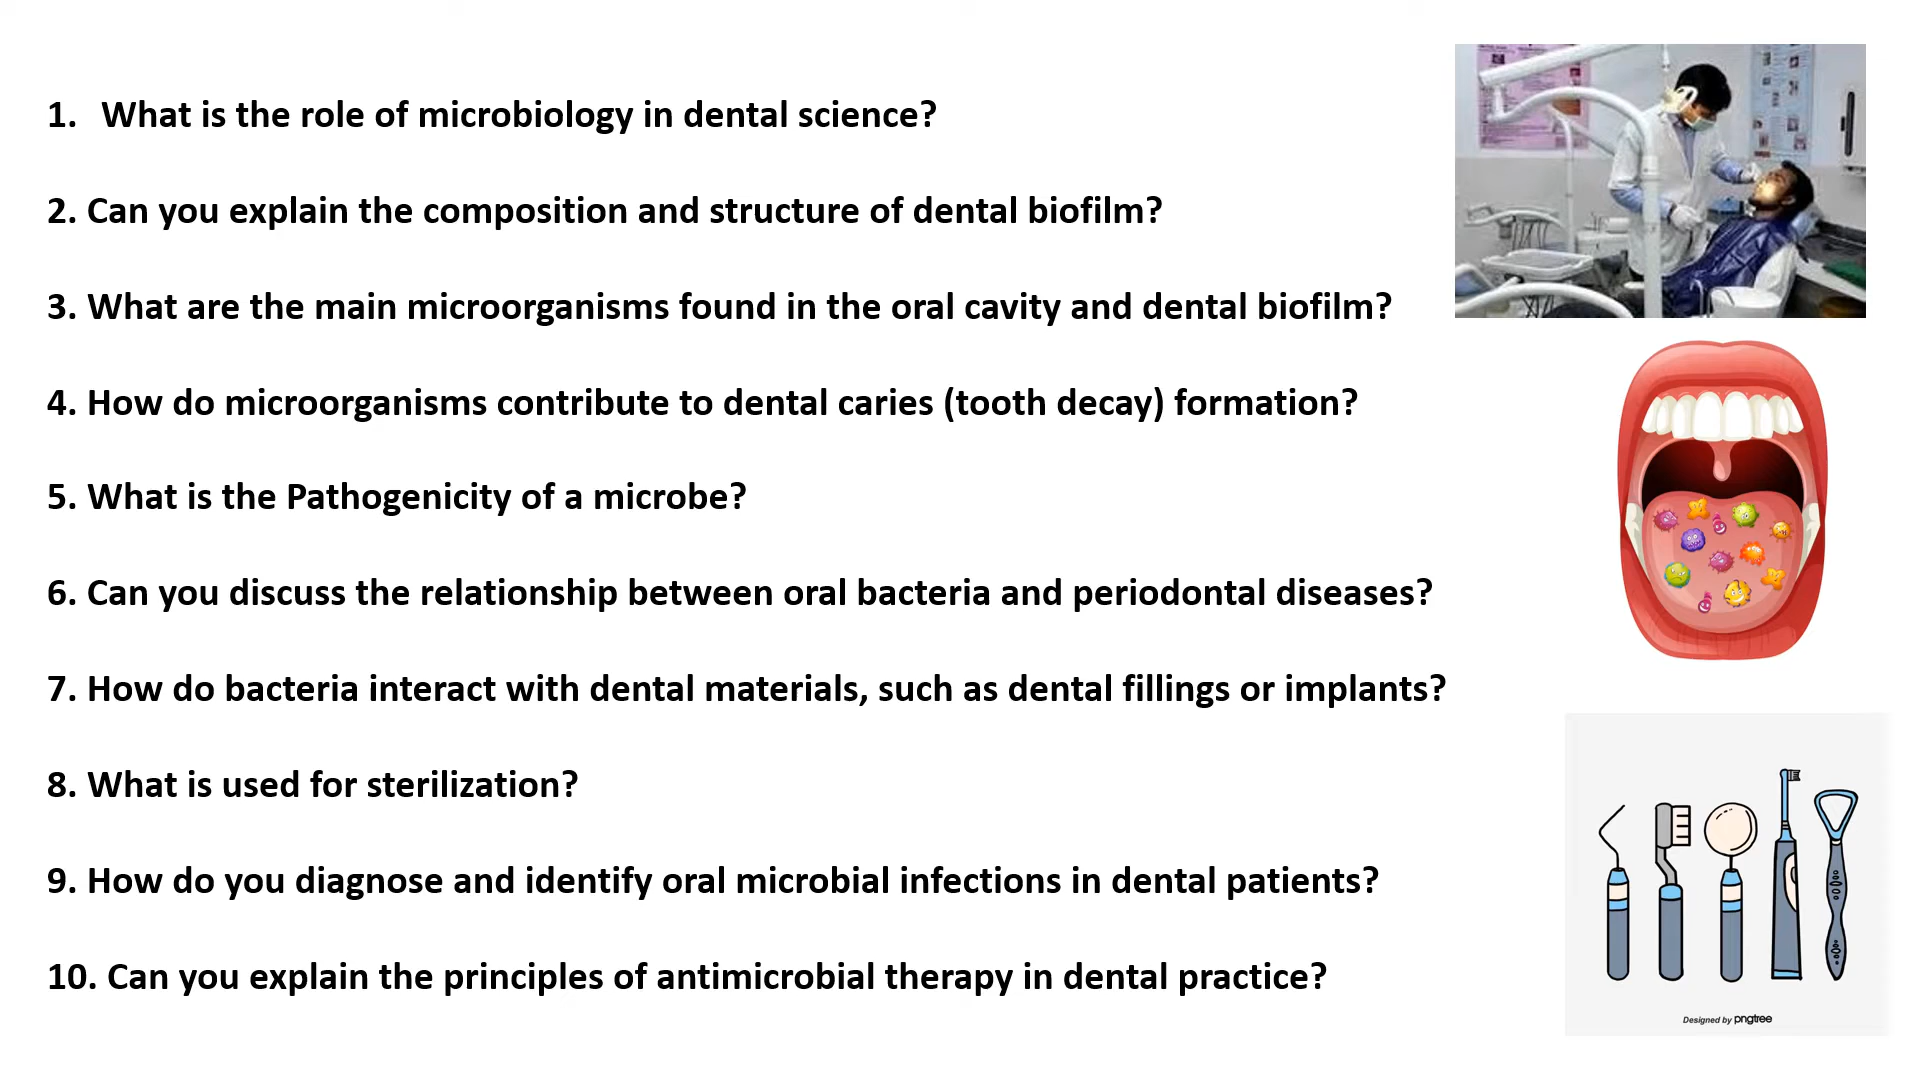 1. What is the role of microbiology in dental science?
2. Can you explain the composition and structure of dental biofilm?
3. What are the main microorganisms found in the oral cavity and dental biofilm?
4. How do microorganisms contribute to dental caries (tooth decay) formation?
5. What is the Pathogenicity of a microbe?
6. Can you discuss the relationship between oral bacteria and periodontal diseases?
7. How do bacteria interact with dental materials, such as dental fillings or implants?
8. What is used for sterilization?
9. How do you diagnose and identify oral microbial infections in dental patients?
10. Can you explain the principles of antimicrobial therapy in dental practice?
Designed by pngtree